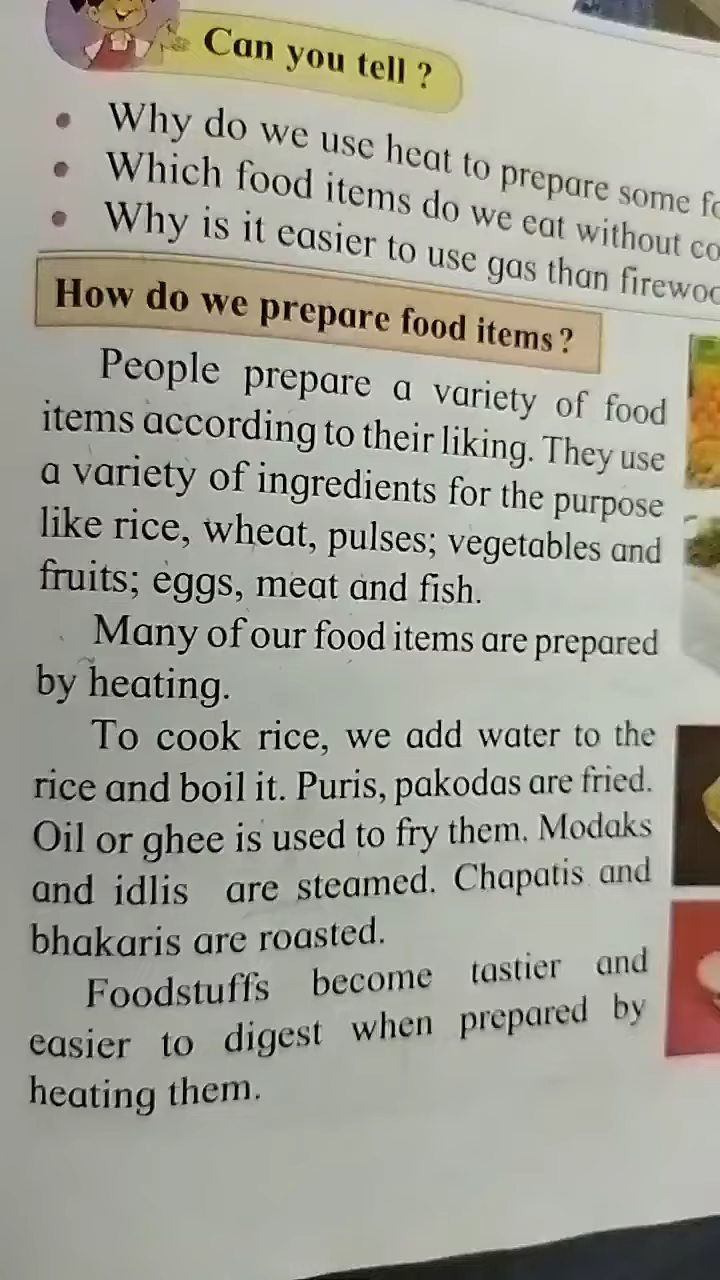 Can you tell ?
• Why do we use heat to prepare some
• Which food items do we eat without
• Why is it easier to use gas than
How do we prepare food items?
People prepare a variety of food
items according to their liking. They use
a variety of ingredients for the purpose
like rice, wheat, pulses; vegetables and
fruits; eggs, meat and fish.
Many of our food items are prepared
by heating.
To cook rice, we add water to the
rice and boil it. Puris, pakodas are fried.
Oil or ghee is used to fry them. Modaks
and idlis are steamed. Chapatis and
bhakaris are roasted.
Foodstuffs become tastier and
easier to digest when prepared by
heating them.